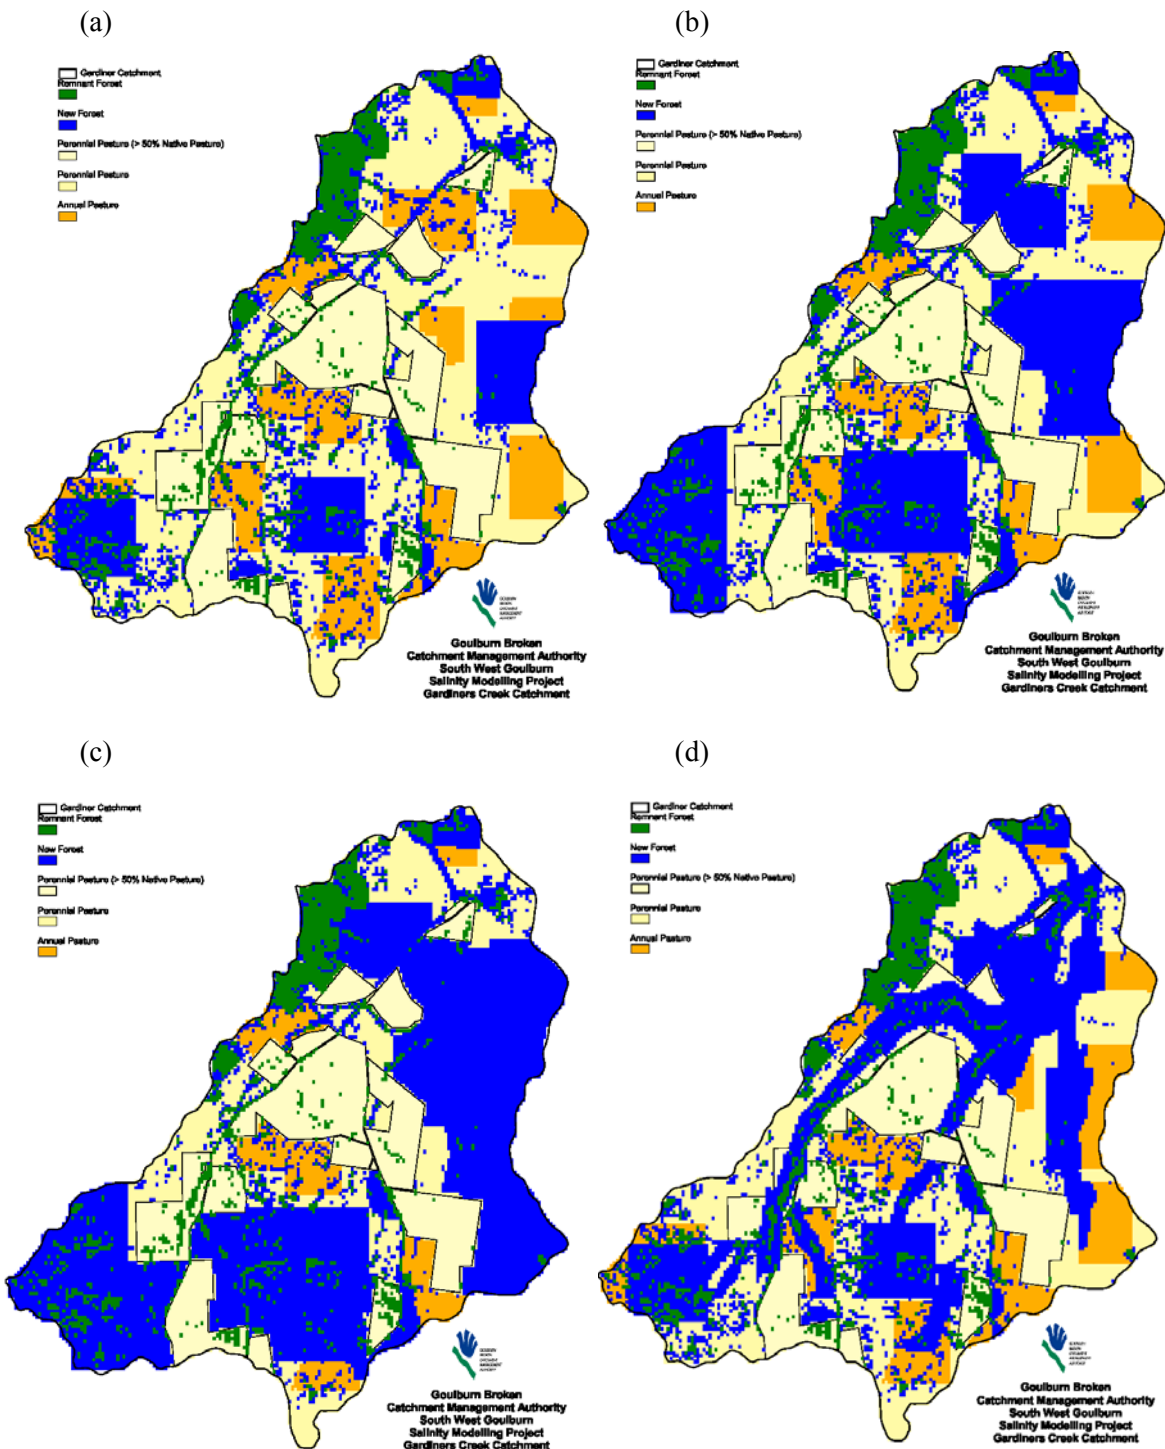 (a)
Gardiner Catchment
Remnant Forest
New Forest
Perennial Pasture (> 50% Native Pasture)
Perennial Pasture
Annual Pasture
Goulburn Broken
Catchment Management Authority
South West Goulburn
Salinity Modelling Project
Gardiners Creek Catchment
(b)
Gardiner Catchment
Remnant Forest
New Forest
Perennial Pasture (> 50% Native Pasture)
Perennial Pasture
Annual Pasture
Goulburn Broken
Catchment Management Authority
South West Goulburn
Salinity Modelling Project
Gardiners Creek Catchment
(c)
Gardiner Catchment
Remnant Forest
New Forest
Perennial Pasture (> 50% Native Pasture)
Perennial Pasture
Annual Pasture
Goulburn Broken
Catchment Management Authority
South West Goulburn
Salinity Modelling Project
Gardiners Creek Catchment
(d)
Gardiner Catchment
Remnant Forest
New Forest
Perennial Pasture (> 50% Native Pasture)
Perennial Pasture
Annual Pasture
Goulburn Broken
Catchment Management Authority
South West Goulburn
Salinity Modelling Project
Gardiners Creek Catchment